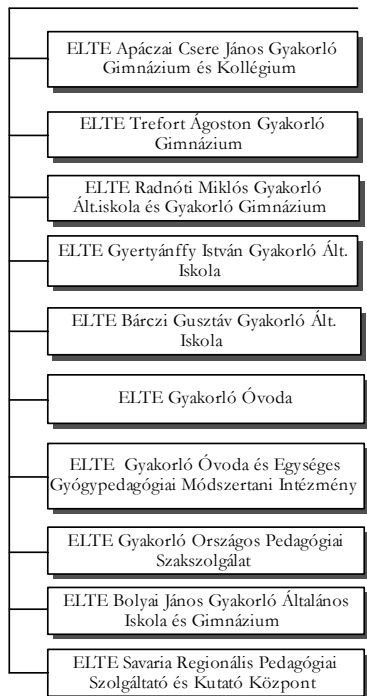 ELTE Apáczai Csere János Gyakorló
Gimnázium és Kollégium
ELTE Trefort Ágoston Gyakorló
Gimnázium
ELTE Radnóti Miklós Gyakorló
Ált.iskola és Gyakorló Gimnázium
ELTE Gyertyánffy István Gyakorló Ált.
Iskola
ELTE Bárczi Gusztáv Gyakorló Ált.
Iskola
ELTE Gyakorló Óvoda
ELTE Gyakorló Óvoda és Egységes
Gyógypedagógiai Módszertani Intézmény
ELTE Gyakorló Országos Pedagógiai
Szakszolgálat
ELTE Bolyai János Gyakorló Általános
Iskola és Gimnázium
ELTE Savaria Regionális Pedagógiai
Szolgáltató és Kutató Központ